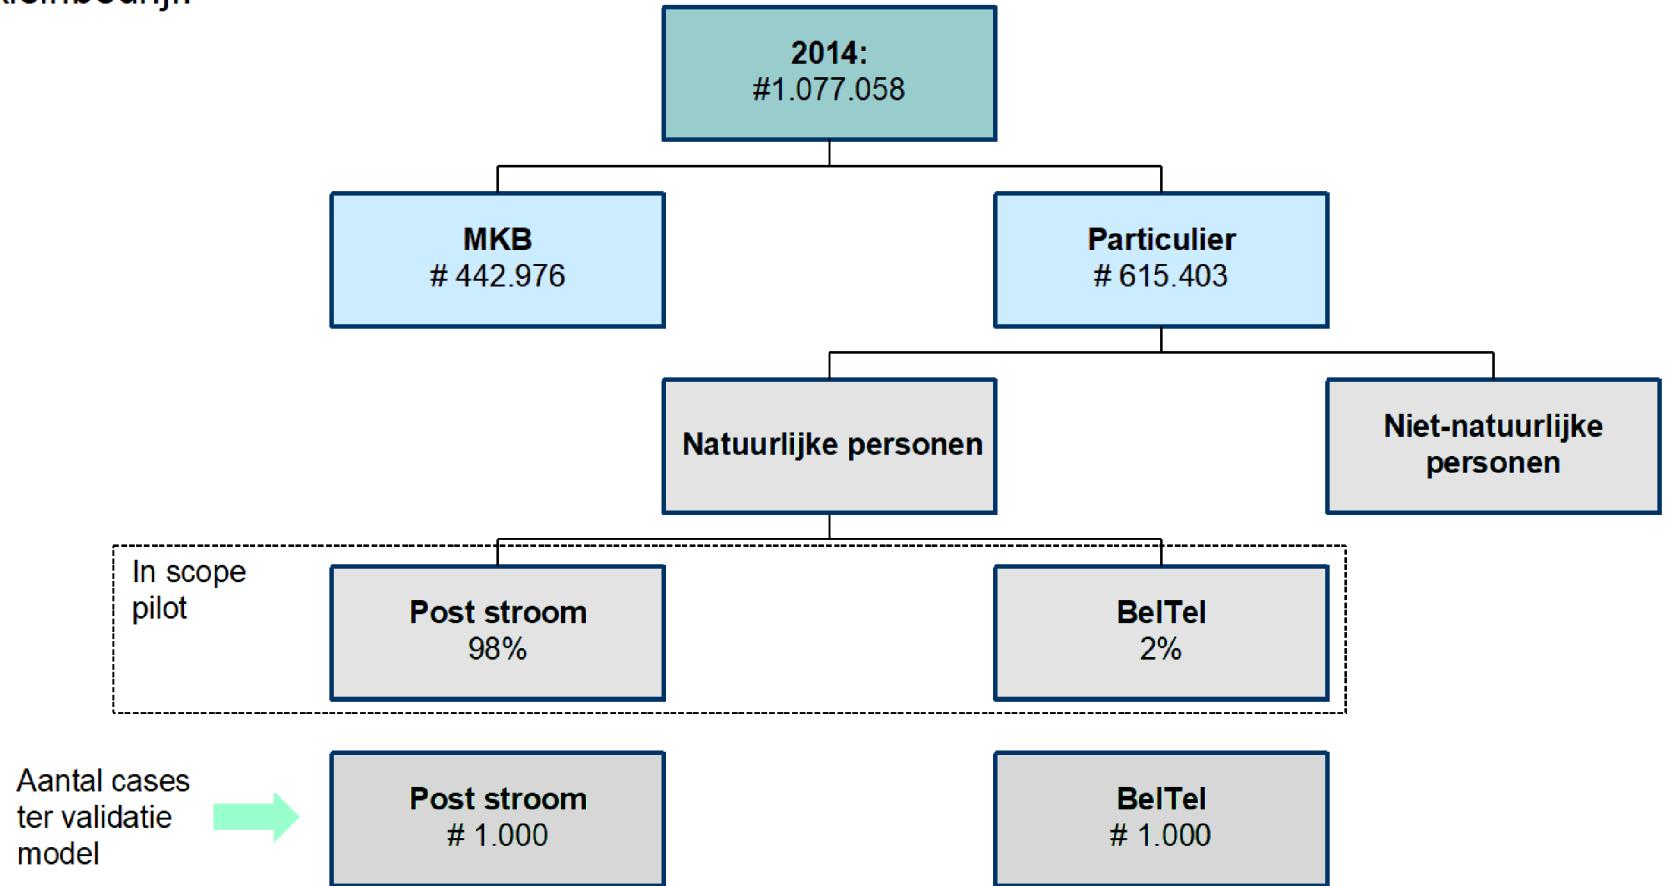 kleinbedrijf
2014:
#1.077.058
MKB
# 442.976
Particulier
# 615.403
Natuurlijke personen
Niet-natuurlijke
personen
In scope
pilot
Post stroom
98%
BelTel
2%
Aantal cases
ter validatie
model
Post stroom
# 1.000
BelTel
# 1.000